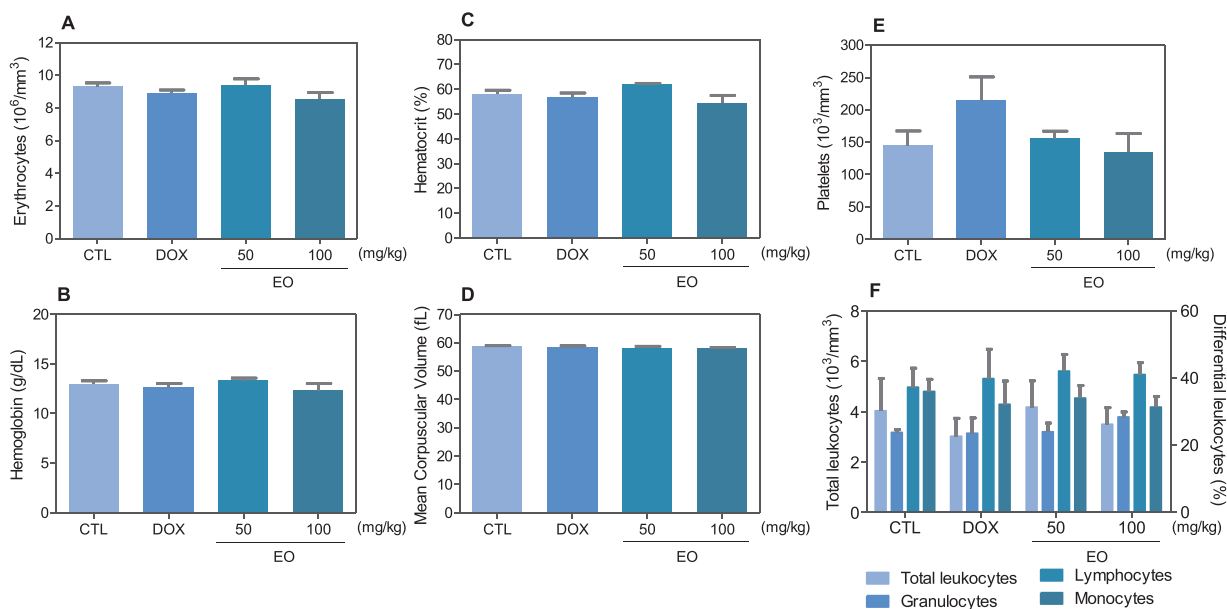 A
Erythrocytes (10⁶/mm³)
12
10
8
6
4
2
0
CTL DOX 50 100 (mg/kg)
EO
B
Hemoglobin (g/dL)
20
15
10
5
0
CTL DOX 50 100 (mg/kg)
EO
C
Hematocrit (%)
80
70
60
50
40
30
20
10
0
CTL DOX 50 100 (mg/kg)
EO
D
Mean Corpuscular Volume (fL)
70
60
50
40
30
20
10
0
CTL DOX 50 100 (mg/kg)
EO
E
Platelets (10³/mm³)
300
250
200
150
100
50
0
CTL DOX 50 100 (mg/kg)
EO
F
Total leukocytes (10³/mm³)
8
6
4
2
0
Differential leukocytes (%)
60
40
20
0
CTL DOX 50 100 (mg/kg)
EO
Total leukocytes
Granulocytes
Lymphocytes
Monocytes